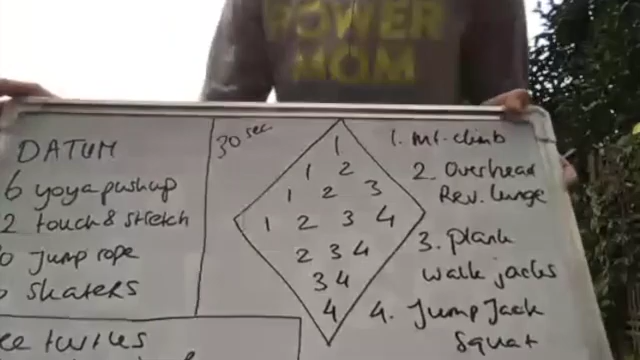 POWER
MOM
DATUM
6 yoga pushup
2 touch & stretch
0 Jump rope
Skaters
30 sec
1
1 2
1 2 3
1 2 3 4
2 3 4
3 4
4
1. Mt. climb
2. Overhead
Rev. lunge
3. plank
walk jacks
4. Jump Jack
Squat